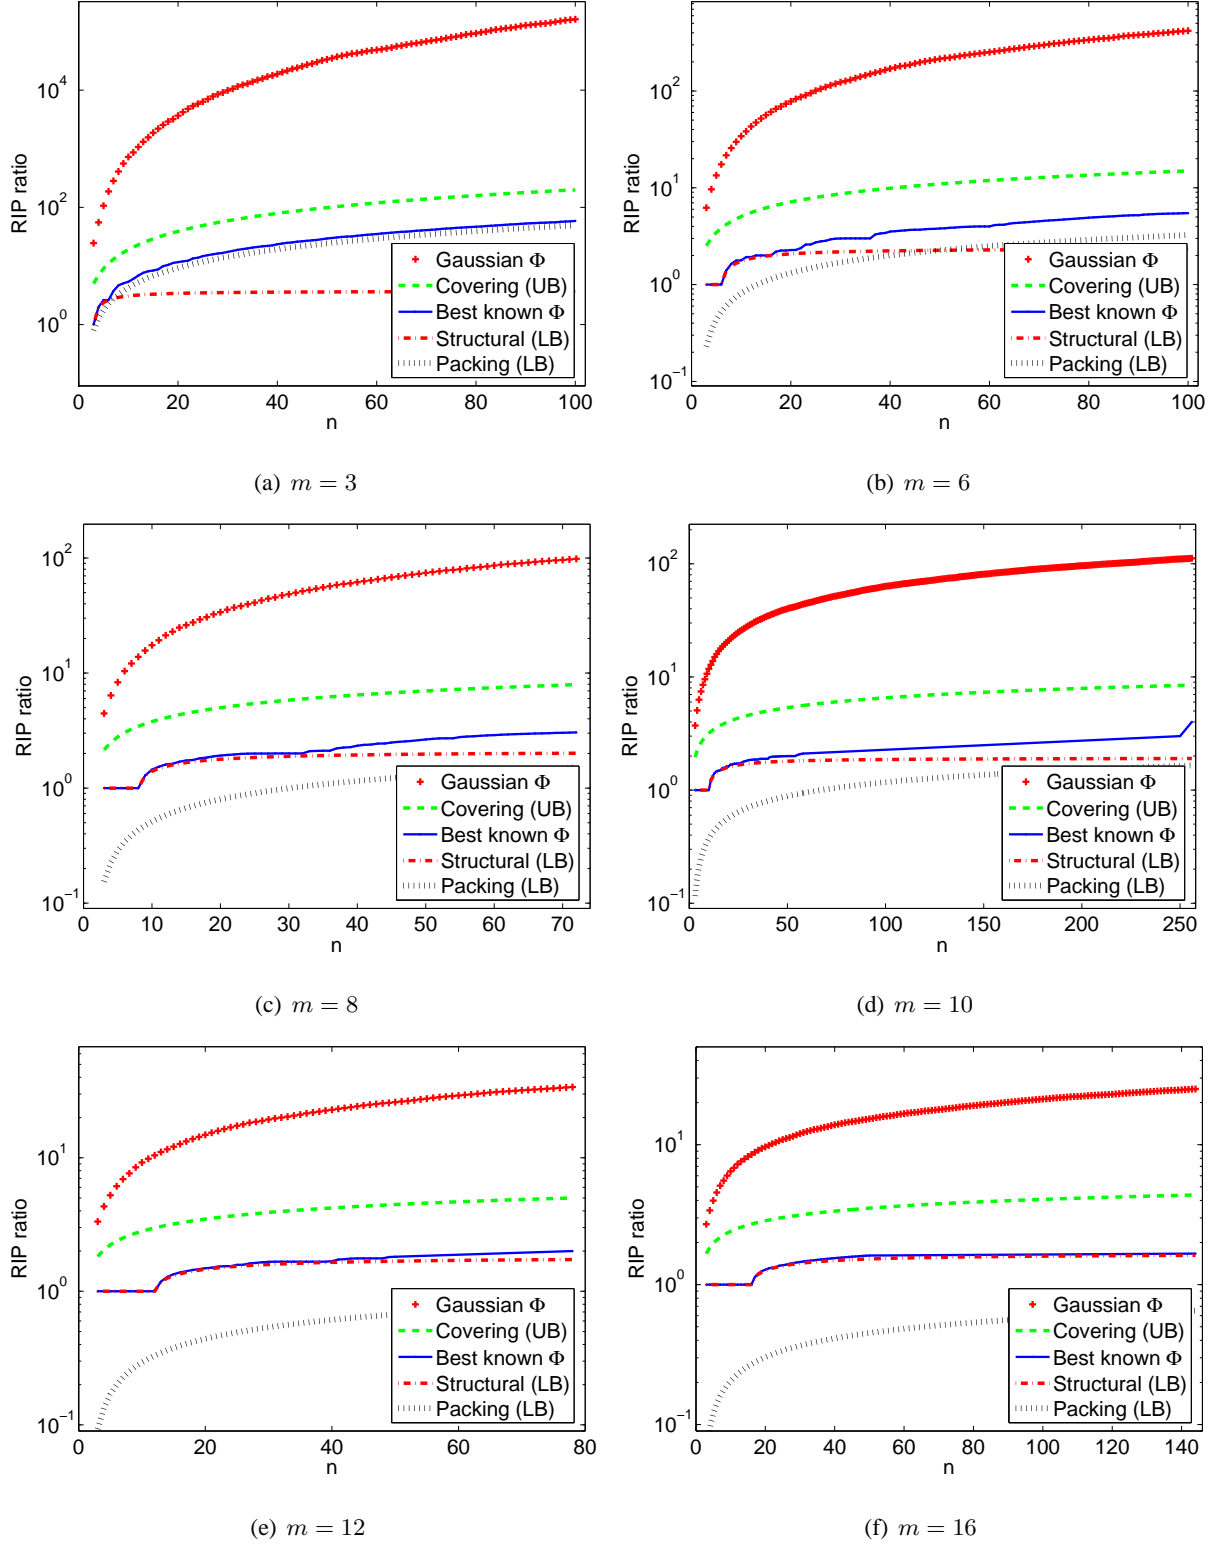 10^4
10^2
10^0
RIP ratio
0 20 40 60 80 100
n
Gaussian Φ
Covering (UB)
Best known Φ
Structural (LB)
Packing (LB)
(a) m = 3
10^2
10^1
10^0
10^-1
RIP ratio
0 20 40 60 80 100
n
Gaussian Φ
Covering (UB)
Best known Φ
Structural (LB)
Packing (LB)
(b) m = 6
10^2
10^1
10^0
10^-1
RIP ratio
0 10 20 30 40 50 60 70
n
Gaussian Φ
Covering (UB)
Best known Φ
Structural (LB)
Packing (LB)
(c) m = 8
10^2
10^1
10^0
10^-1
RIP ratio
0 50 100 150 200 250
n
Gaussian Φ
Covering (UB)
Best known Φ
Structural (LB)
Packing (LB)
(d) m = 10
10^1
10^0
10^-1
RIP ratio
0 20 40 60 80
n
Gaussian Φ
Covering (UB)
Best known Φ
Structural (LB)
Packing (LB)
(e) m = 12
10^1
10^0
10^-1
RIP ratio
0 20 40 60 80 100 120 140
n
Gaussian Φ
Covering (UB)
Best known Φ
Structural (LB)
Packing (LB)
(f) m = 16